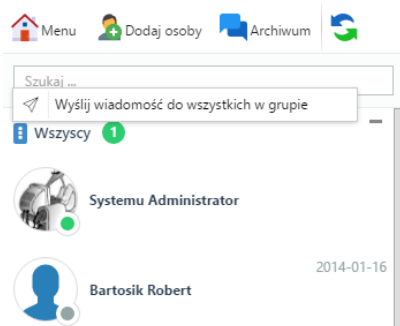 Menu Dodaj osoby Archiwum
Szukaj ...
Wyślij wiadomość do wszystkich w grupie
Wszyscy 1
Systemu Administrator
2014-01-16
Bartosik Robert